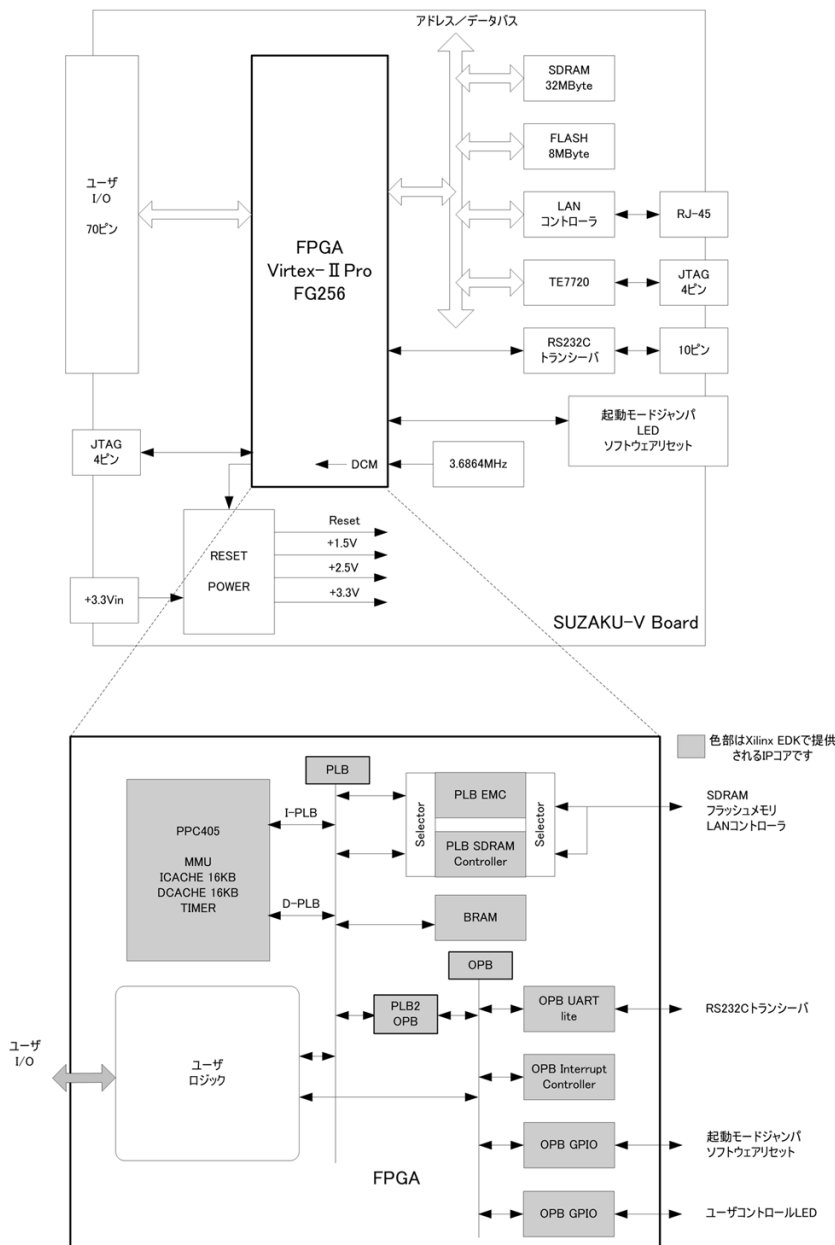 アドレス／データバス
SDRAM
32MByte
FLASH
8MByte
ユーザ
I/O
70ピン
LAN
コントローラ
RJ-45
FPGA
Virtex-Ⅱ Pro
FG256
TE7720
JTAG
4ピン
RS232C
トランシーバ
10ピン
起動モードジャンパ
LED
ソフトウェアリセット
JTAG
4ピン
DCM
3.6864MHz
RESET
POWER
Reset
+1.5V
+2.5V
+3.3V
+3.3Vin
SUZAKU-V Board
色部はXilinx EDKで提供
されるIPコアです
PLB
PLB EMC
Selector
Selector
PLB SDRAM
Controller
SDRAM
フラッシュメモリ
LANコントローラ
I-PLB
PPC405
MMU
ICACHE 16KB
DCACHE 16KB
TIMER
D-PLB
BRAM
OPB
PLB2
OPB
OPB UART
lite
RS232Cトランシーバ
ユーザ
I/O
ユーザ
ロジック
OPB Interrupt
Controller
OPB GPIO
起動モードジャンパ
ソフトウェアリセット
FPGA
OPB GPIO
ユーザコントロールLED